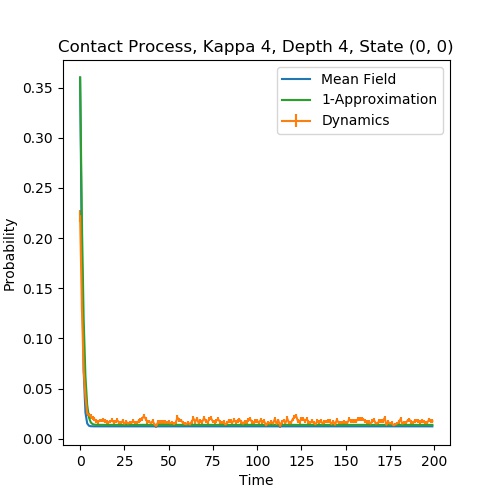 Contact Process, Kappa 4, Depth 4, State (0, 0)
Mean Field
1-Approximation
Dynamics
0.35
0.30
0.25
0.20
0.15
0.10
0.05
0.00
Probability
0 25 50 75 100 125 150 175 200
Time